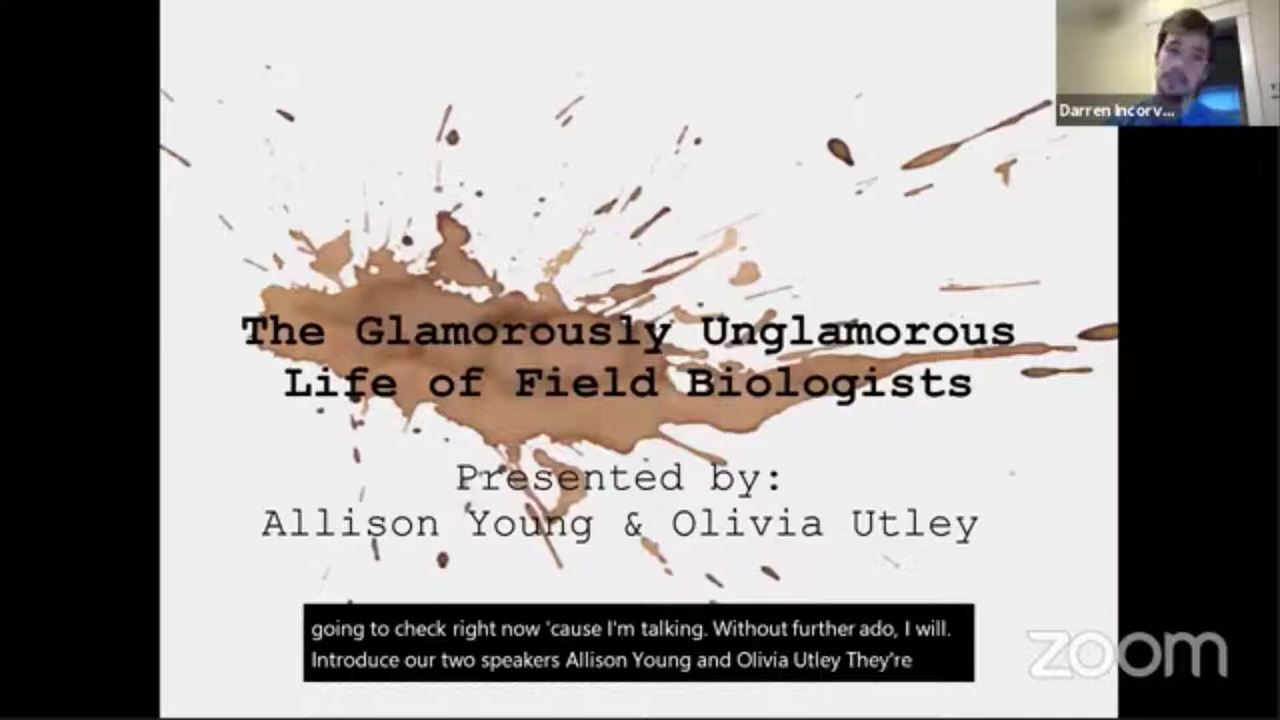 Darren Incorv...
The Glamorously Unglamorous
Life of Field Biologists
Presented by:
Allison Young & Olivia Utley
going to check right now 'cause I'm talking. Without further ado, I will.
Introduce our two speakers Allison Young and Olivia Utley They're
zoom